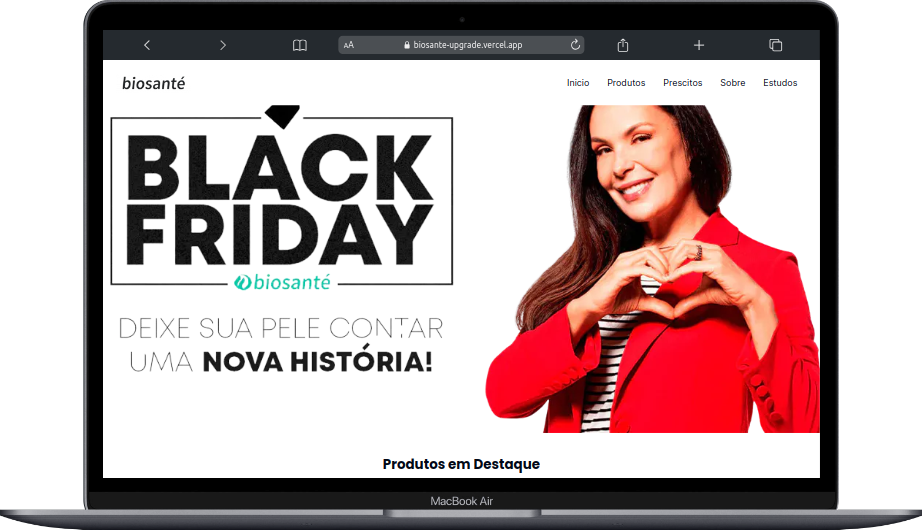 AA
biosante-upgrade.vercel.app
biosanté
Inicio Produtos Prescitos Sobre Estudos
BLACK
FRIDAY
biosanté
DEIXE SUA PELE CONTAR
UMA NOVA HISTÓRIA!
Produtos em Destaque
MacBook Air